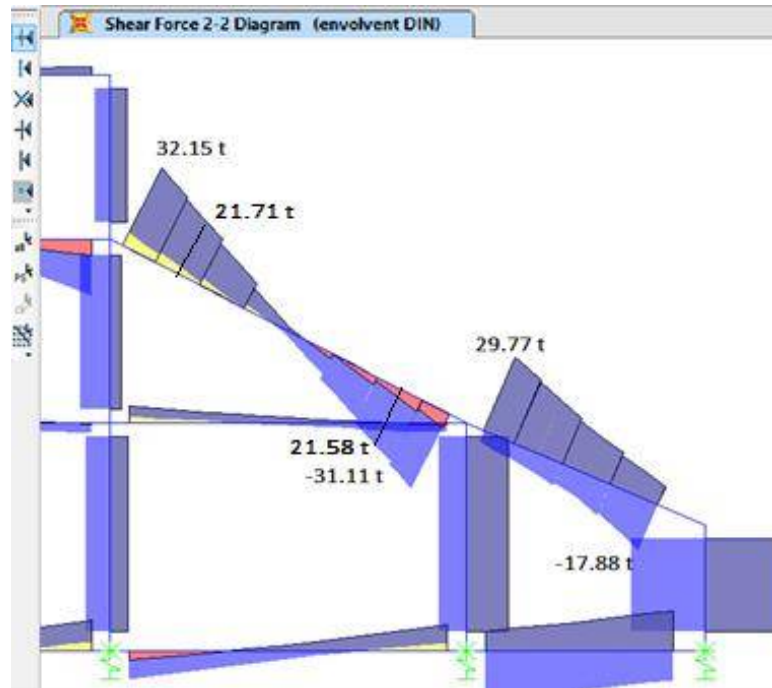 Shear Force 2-2 Diagram (envolvent DIN)
32.15 t
21.71 t
29.77 t
21.58 t
-31.11 t
-17.88 t